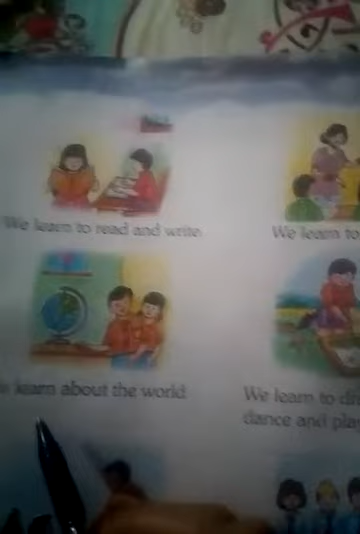 We learn to read and write
We learn to
learn about the world
We learn to
dance and play